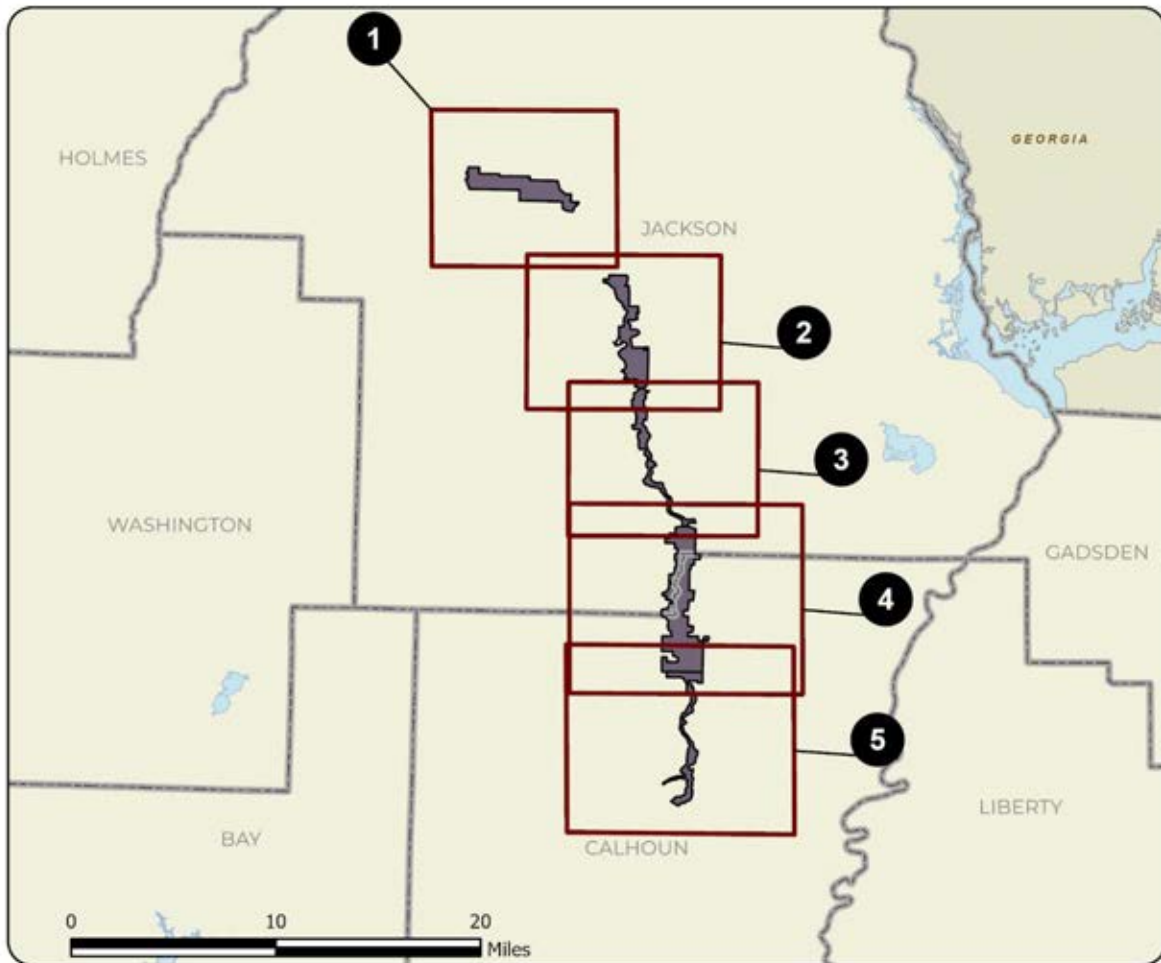 1
HOLMES
GEORGIA
JACKSON
2
3
WASHINGTON
GADSDEN
4
5
LIBERTY
BAY
CALHOUN
0 10 20
Miles